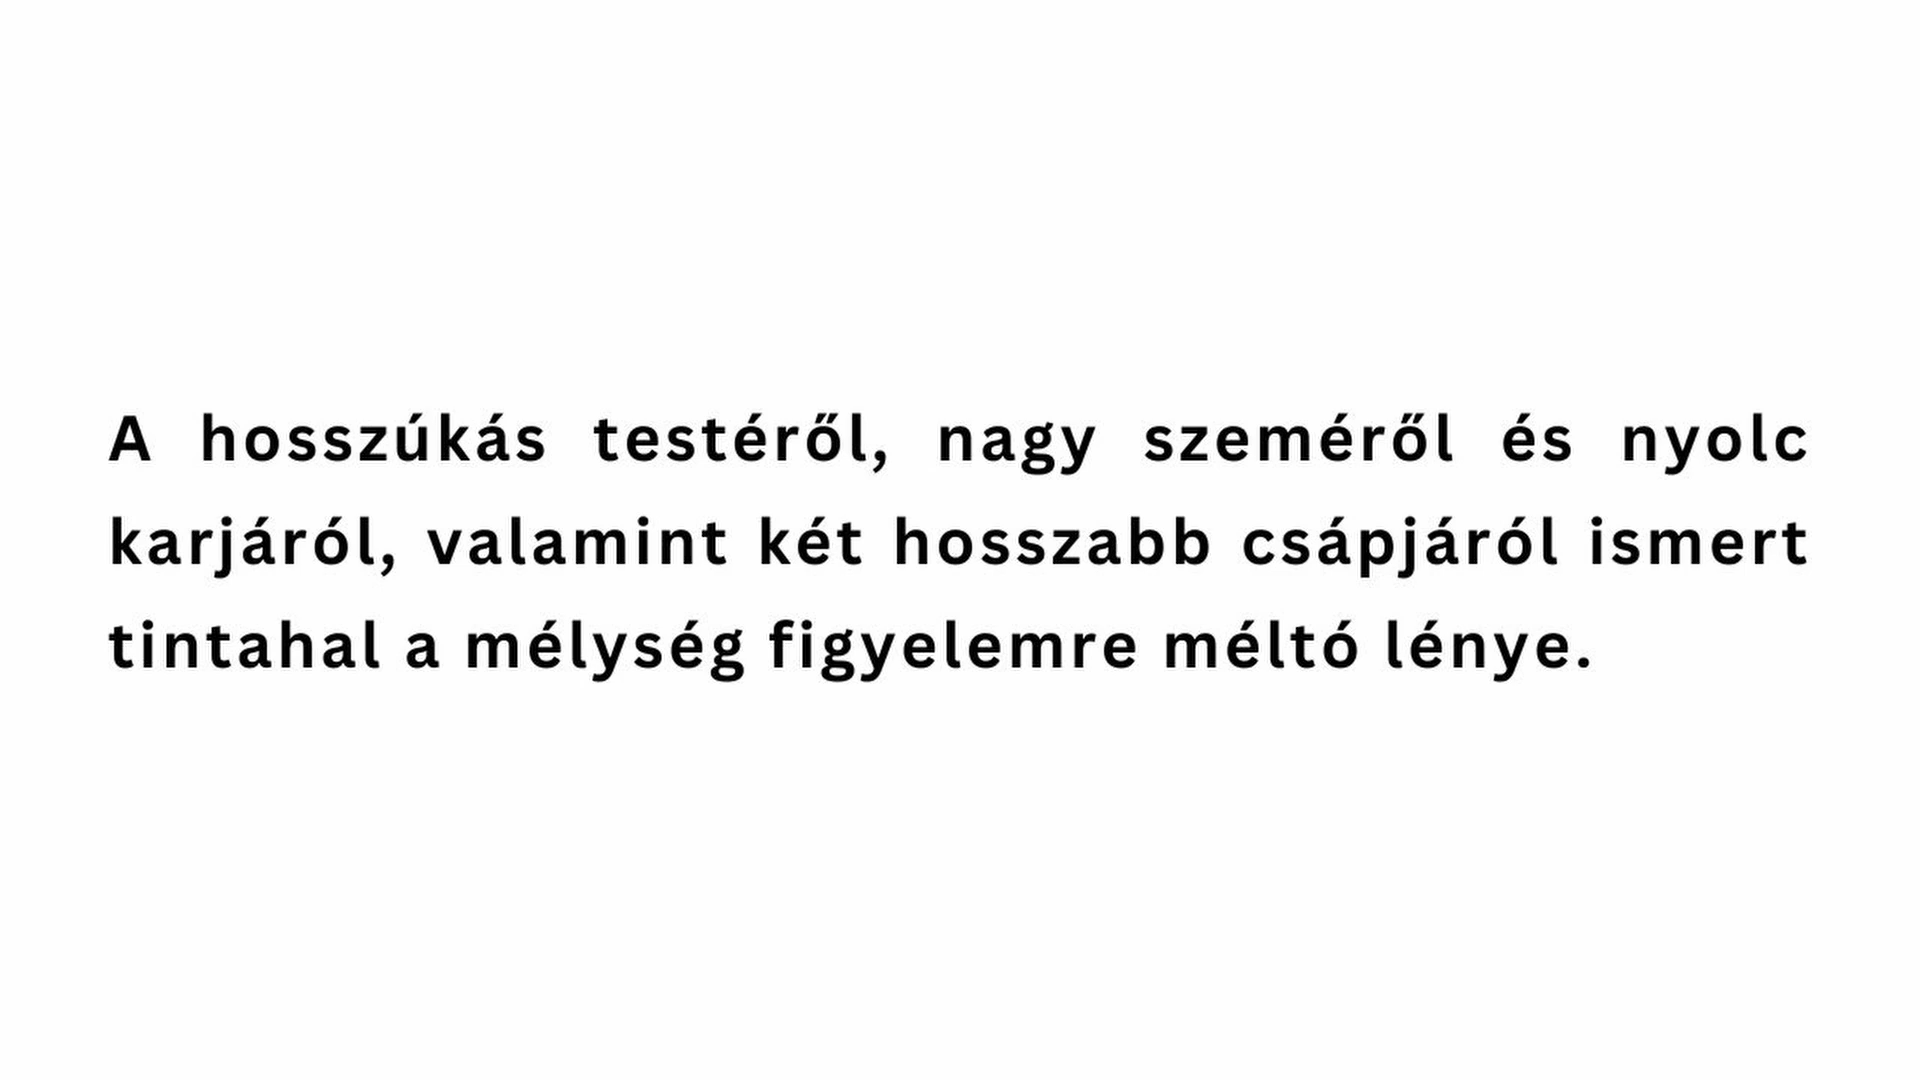 A hosszúkás testéről, nagy szeméről és nyolc
karjáról, valamint két hosszabb csápjáról ismert
tintahal a mélység figyelemre méltó lénye.